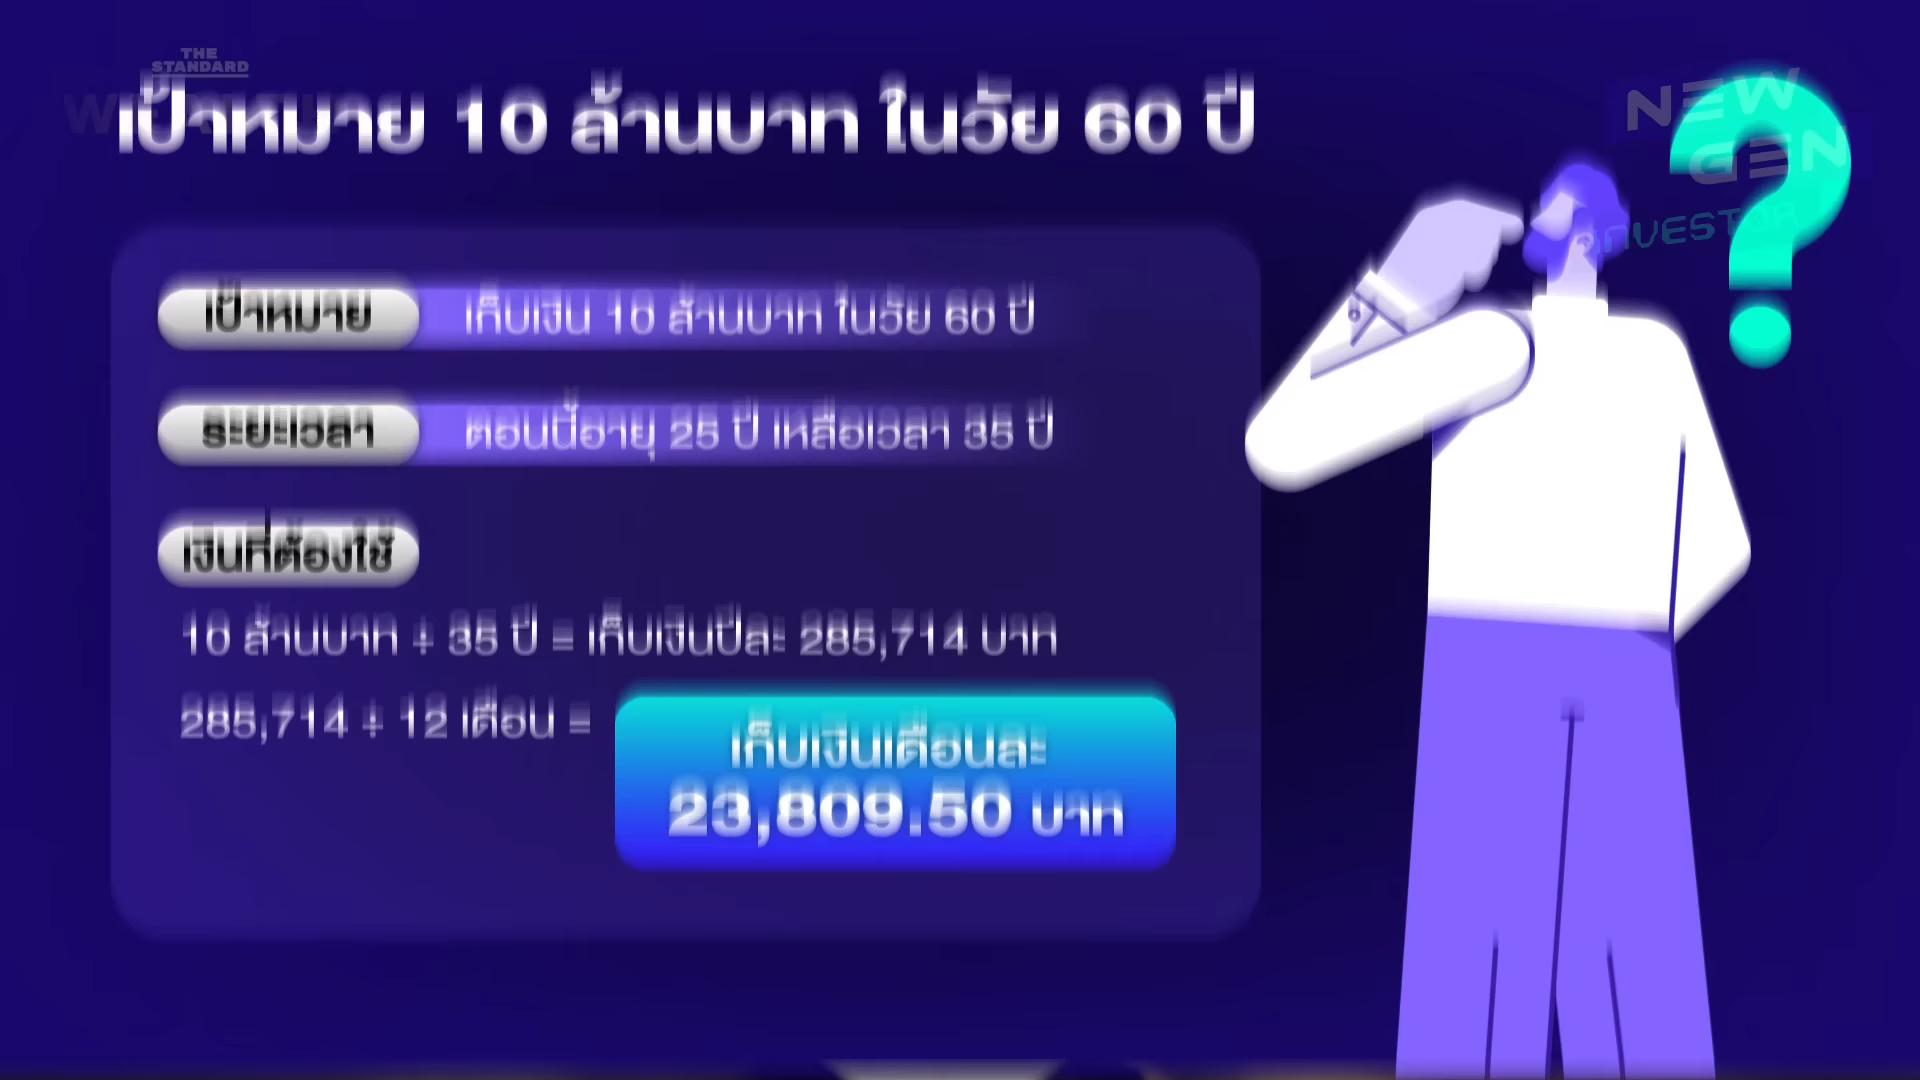 THE
STANDARD
เป้าหมาย 10 ล้านบาท ในวัย 60 ปี
NEW
GEN
INVESTOR
เป้าหมาย เก็บเงิน 10 ล้านบาท ในวัย 60 ปี
ระยะเวลา ตอนนี้อายุ 25 ปี เหลือเวลา 35 ปี
เงินที่ต้องใช้
10 ล้านบาท ÷ 35 ปี = เก็บเงินปีละ 285,714 บาท
285,714 ÷ 12 เดือน =
เก็บเงินเดือนละ
23,809.50 บาท